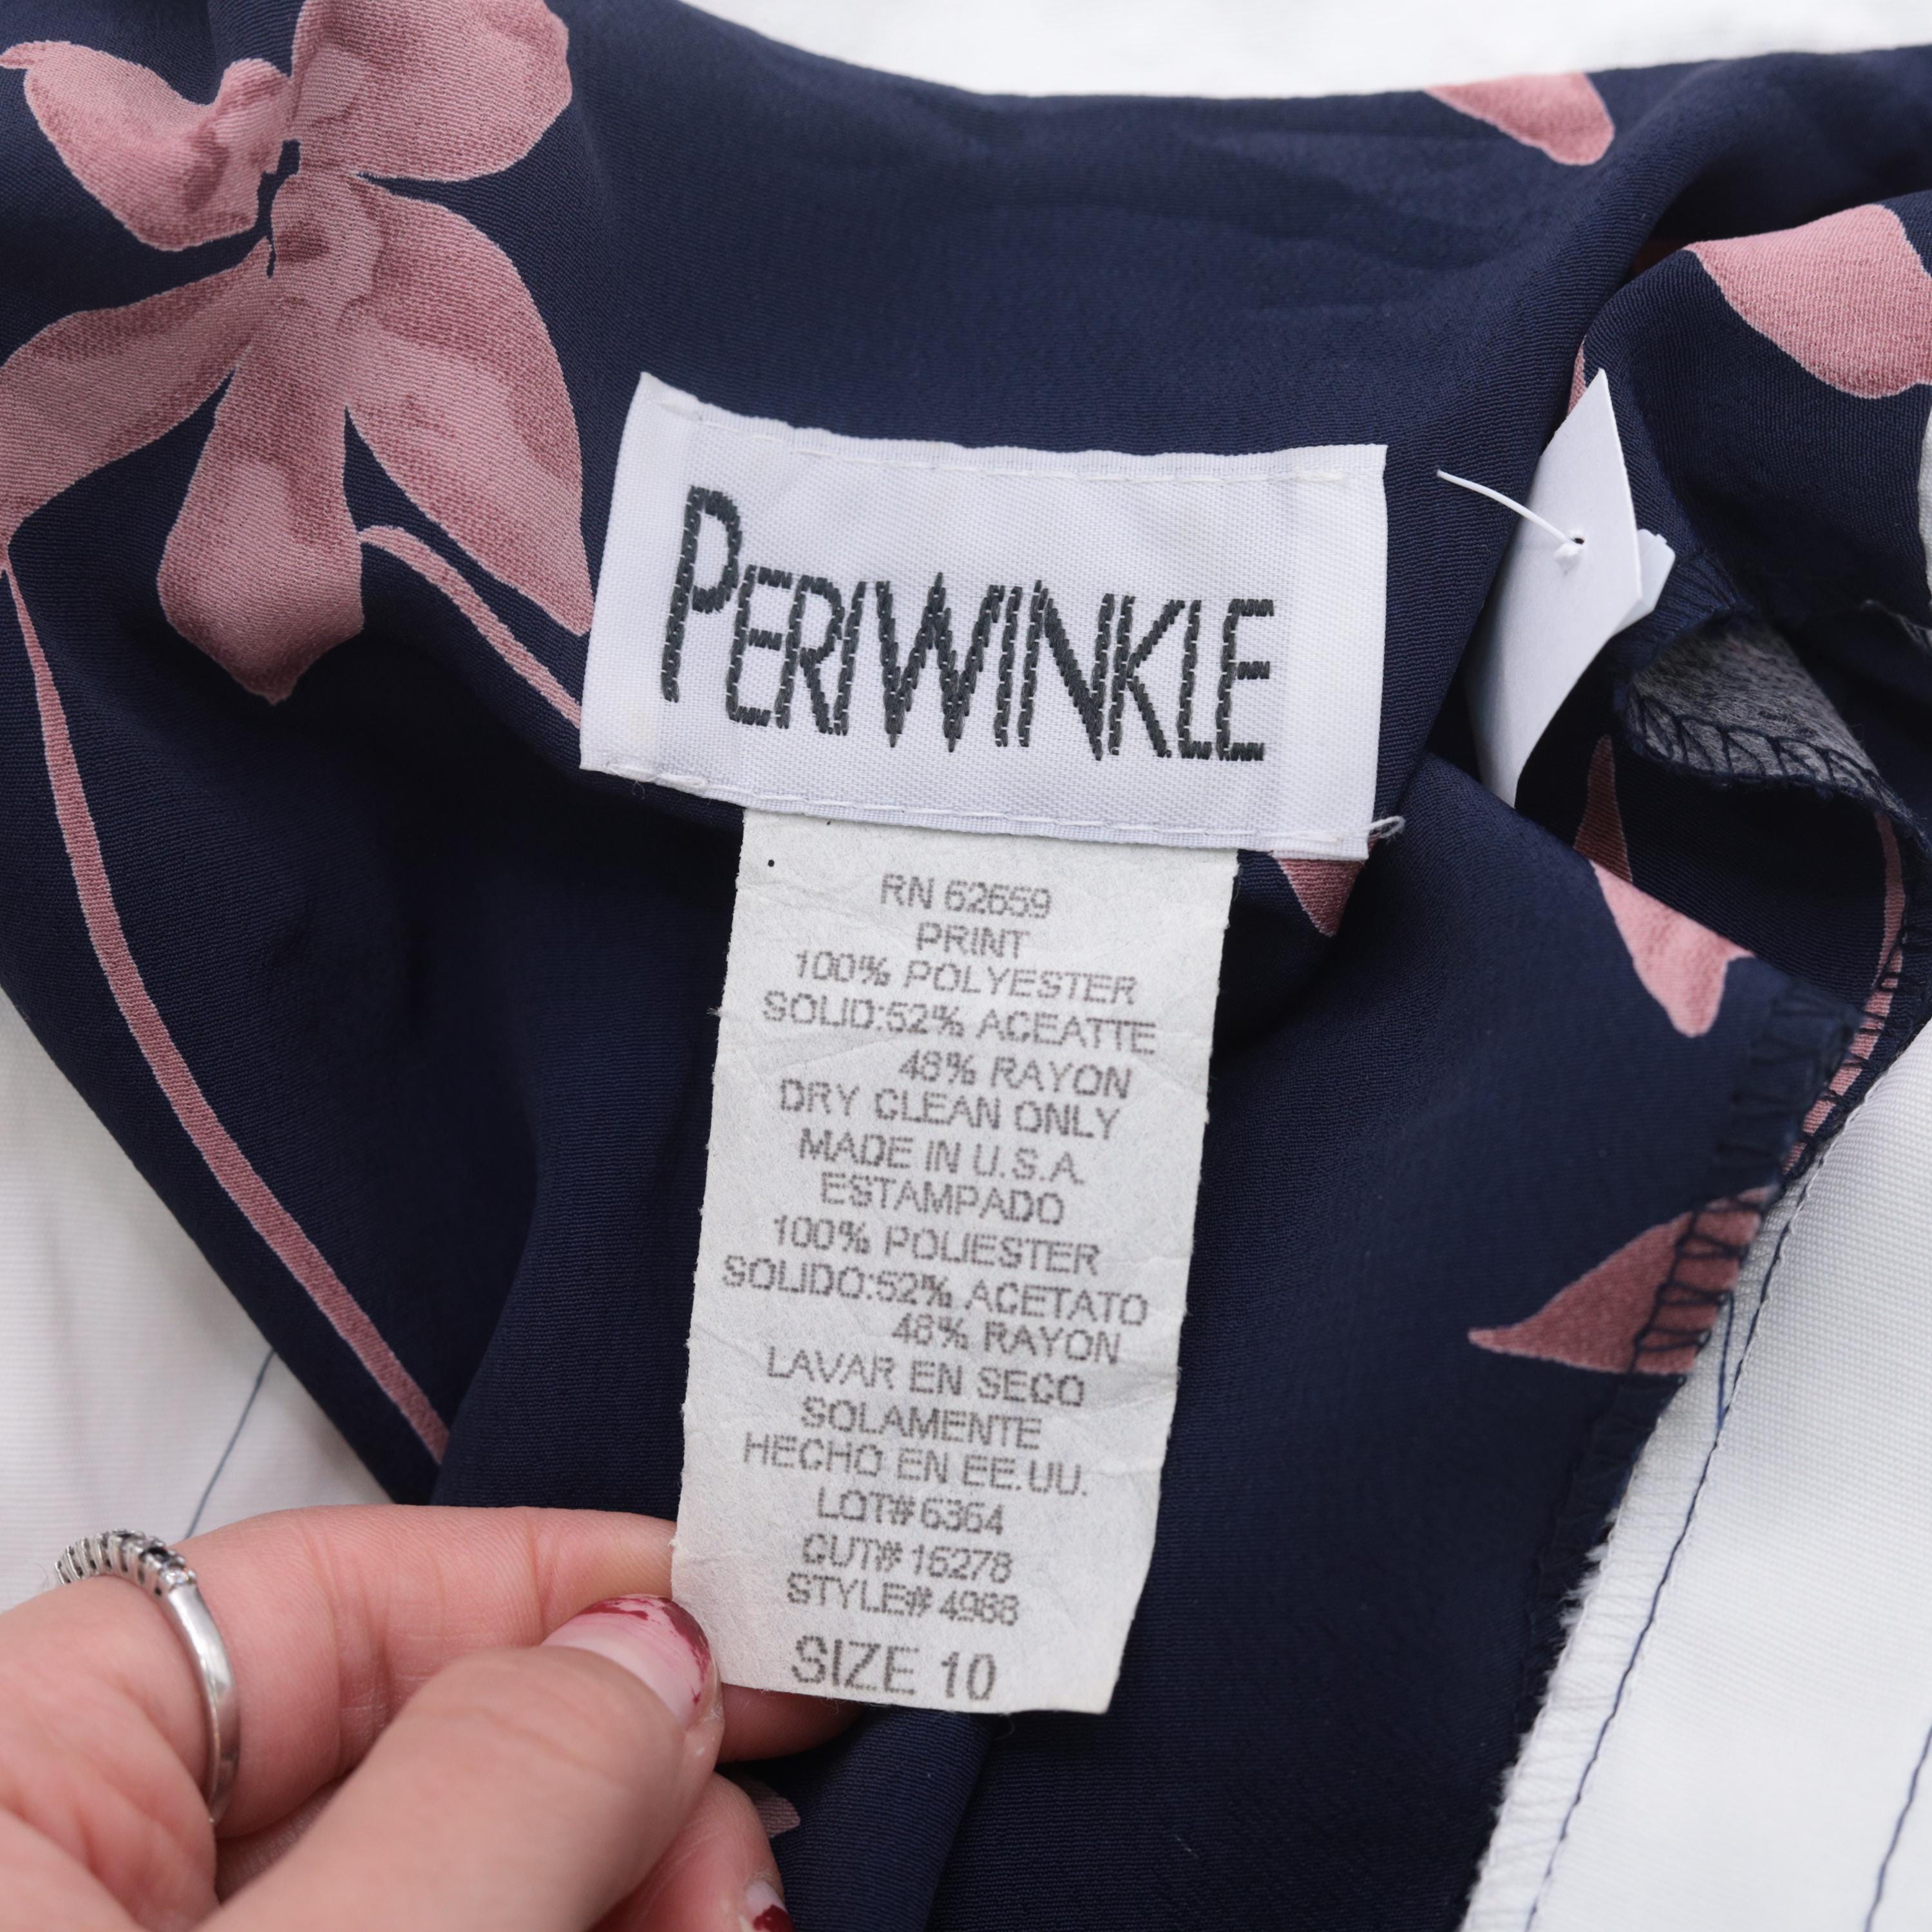 PERIWINKLE
RN 62659
PRINT
100% POLYESTER
SOLID:52% ACEATTE
48% RAYON
DRY CLEAN ONLY
MADE IN U.S.A.
ESTAMPADO
100% POLIESTER
SOLIDO:52% ACETATO
48% RAYON
LAVAR EN SECO
SOLAMENTE
HECHO EN EE.UU.
LOT# 6364
CUT# 16278
STYLE# 4988
SIZE 10